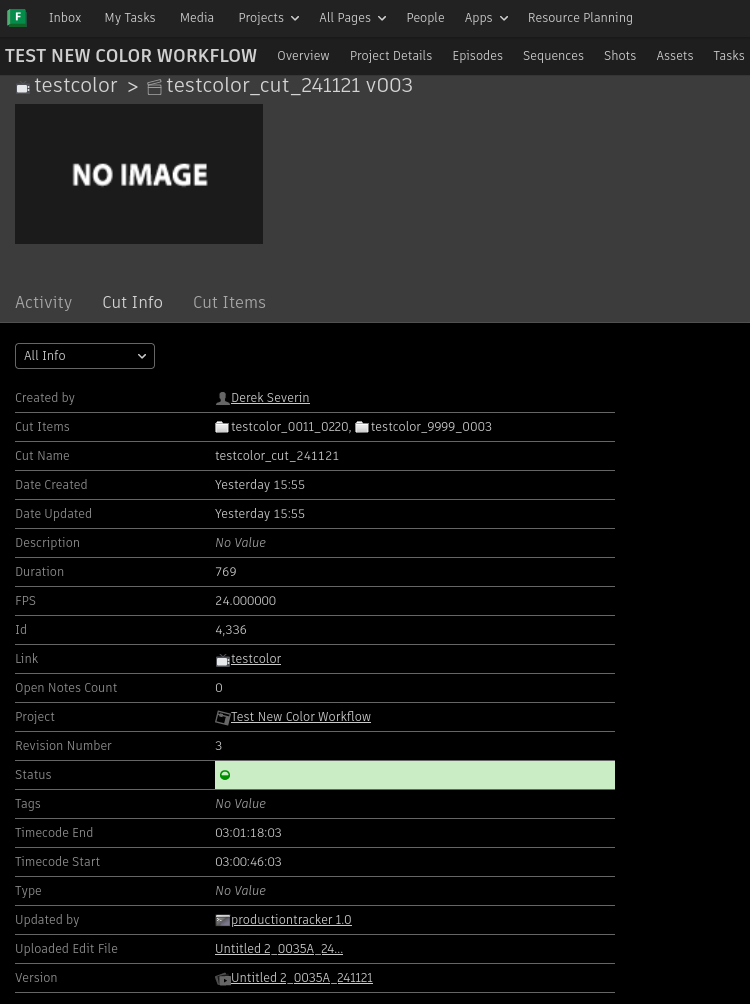 F Inbox My Tasks Media Projects All Pages People Apps Resource Planning
TEST NEW COLOR WORKFLOW Overview Project Details Episodes Sequences Shots Assets Tasks
testcolor > testcolor_cut_241121 v003
NO IMAGE
Activity Cut Info Cut Items
All Info
Created by Derek Severin
Cut Items testcolor_0011_0220, testcolor_9999_0003
Cut Name testcolor_cut_241121
Date Created Yesterday 15:55
Date Updated Yesterday 15:55
Description No Value
Duration 769
FPS 24.000000
Id 4,336
Link testcolor
Open Notes Count 0
Project Test New Color Workflow
Revision Number 3
Status
Tags No Value
Timecode End 03:01:18:03
Timecode Start 03:00:46:03
Type No Value
Updated by productiontracker 1.0
Uploaded Edit File Untitled 2_0035A_24...
Version Untitled 2_0035A_241121